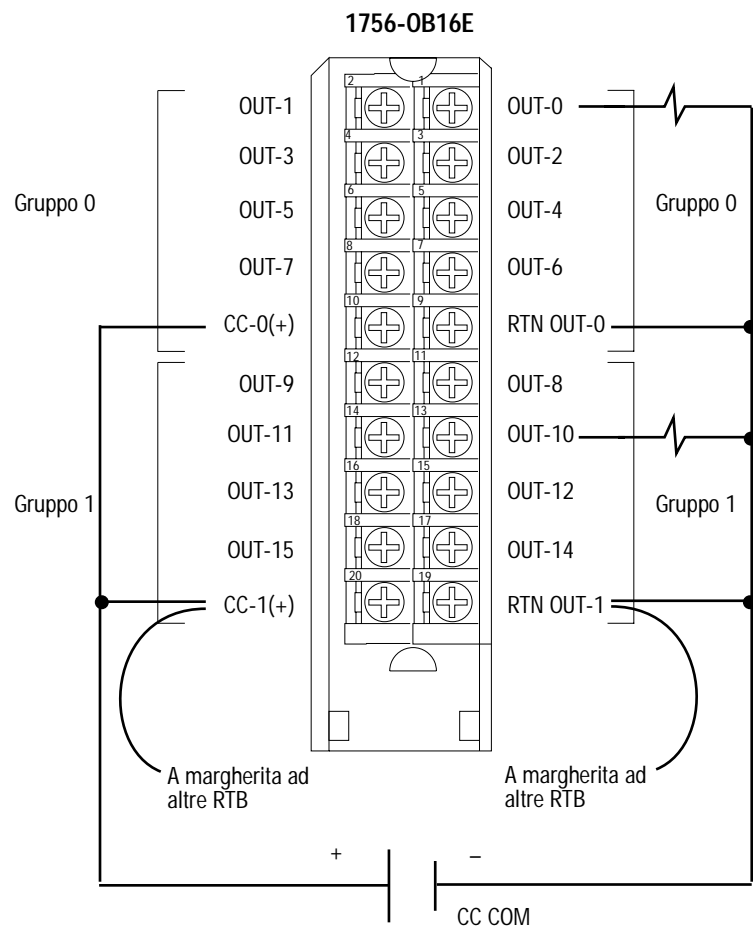 1756-OB16E
2 1
OUT-1 OUT-0
4 3
OUT-3 OUT-2
6 5
Gruppo 0 OUT-5 OUT-4 Gruppo 0
8 7
OUT-7 OUT-6
10 9
CC-0(+) RTN OUT-0
12 11
OUT-9 OUT-8
14 13
OUT-11 OUT-10
16 15
Gruppo 1 OUT-13 OUT-12 Gruppo 1
18 17
OUT-15 OUT-14
20 19
CC-1(+) RTN OUT-1
A margherita ad
altre RTB
A margherita ad
altre RTB
+ –
CC COM